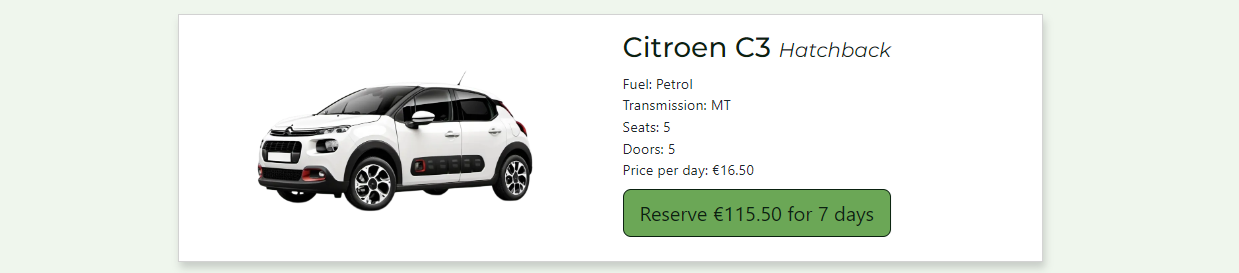 Citroen C3 Hatchback
Fuel: Petrol
Transmission: MT
Seats: 5
Doors: 5
Price per day: €16.50
Reserve €115.50 for 7 days